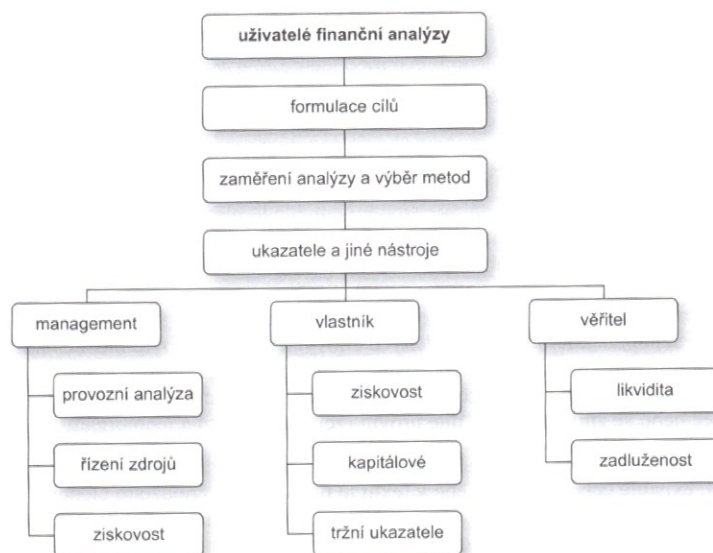 uživatelé finanční analýzy
formulace cílů
zaměření analýzy a výběr metod
ukazatele a jiné nástroje
management
vlastník
věřitel
provozní analýza
ziskovost
likvidita
řízení zdrojů
kapitálové
zadluženost
ziskovost
tržní ukazatele